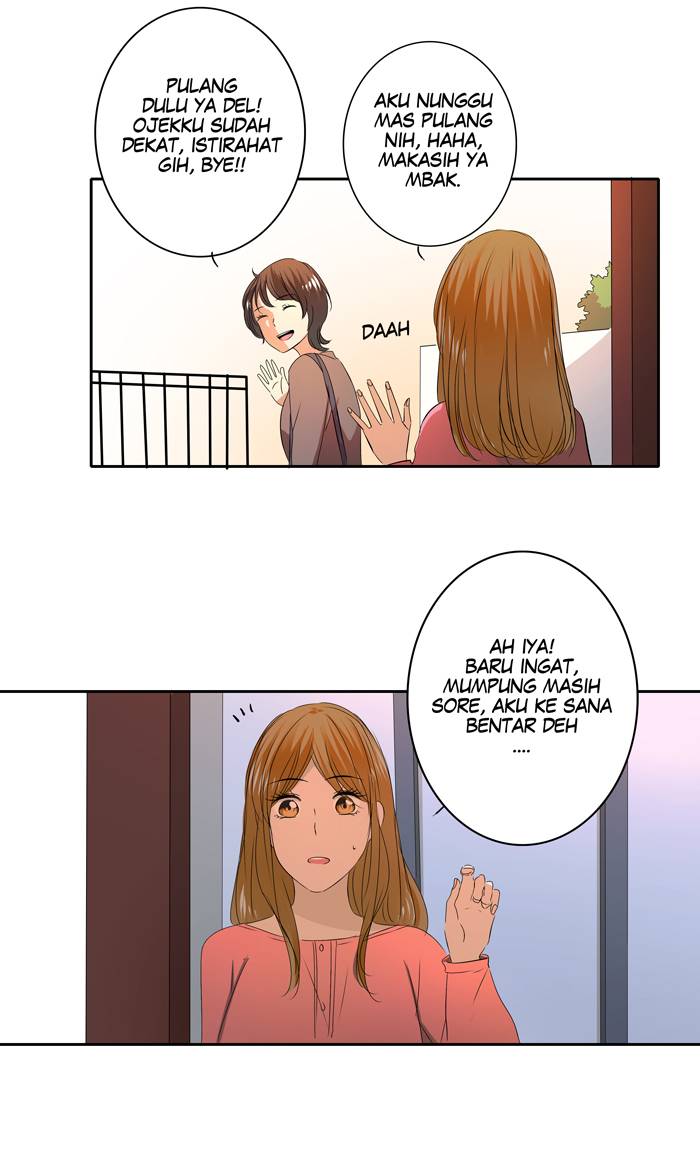 PULANG
DULU YA DEL!
OJEKKU SUDAH
DEKAT, ISTIRAHAT
GIH, BYE!!
AKU NUNGGU
MAS PULANG
NIH, HAHA,
MAKASIH YA
MBAK.
DAAH
AH IYA!
BARU INGAT,
MUMPUNG MASIH
SORE, AKU KE SANA
BENTAR DEH
....